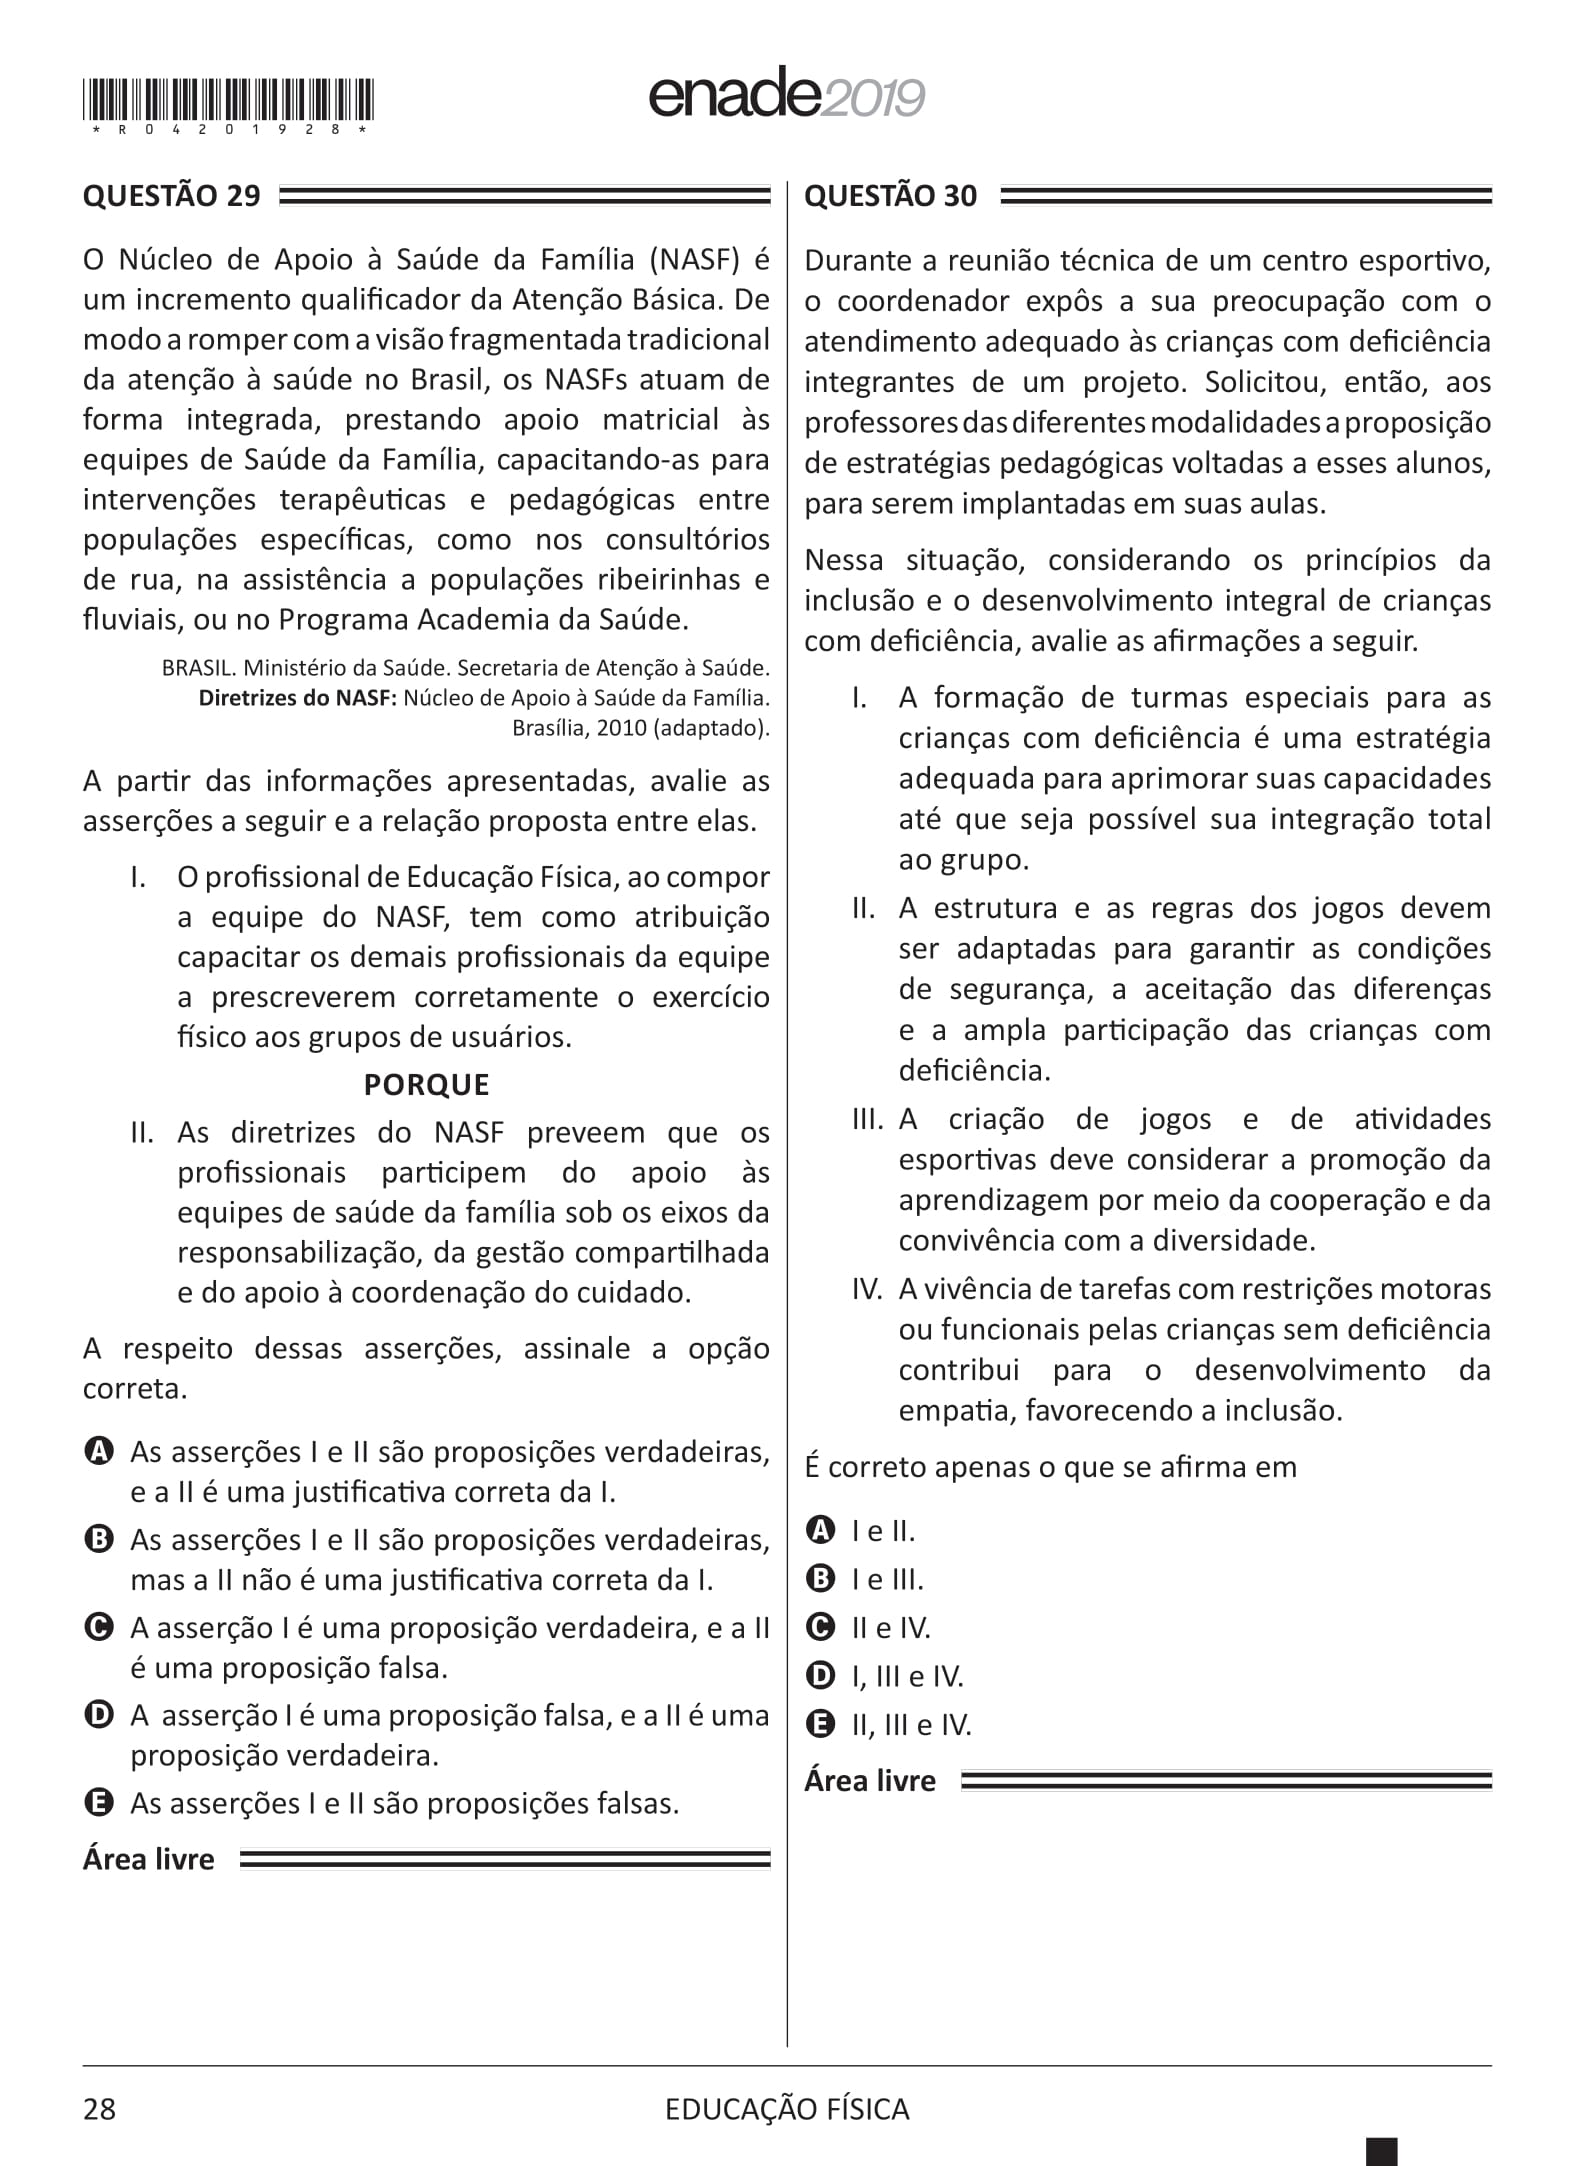 *R04201928*
enade2019
QUESTÃO 29
O Núcleo de Apoio à Saúde da Família (NASF) é
um incremento qualificador da Atenção Básica. De
modo a romper com a visão fragmentada tradicional
da atenção à saúde no Brasil, os NASFs atuam de
forma integrada, prestando apoio matricial às
equipes de Saúde da Família, capacitando-as para
intervenções terapêuticas e pedagógicas entre
populações específicas, como nos consultórios
de rua, na assistência a populações ribeirinhas e
fluviais, ou no Programa Academia da Saúde.
BRASIL. Ministério da Saúde. Secretaria de Atenção à Saúde.
Diretrizes do NASF: Núcleo de Apoio à Saúde da Família.
Brasília, 2010 (adaptado).
A partir das informações apresentadas, avalie as
asserções a seguir e a relação proposta entre elas.
I. O profissional de Educação Física, ao compor
a equipe do NASF, tem como atribuição
capacitar os demais profissionais da equipe
a prescreverem corretamente o exercício
físico aos grupos de usuários.
PORQUE
II. As diretrizes do NASF preveem que os
profissionais participem do apoio às
equipes de saúde da família sob os eixos da
responsabilização, da gestão compartilhada
e do apoio à coordenação do cuidado.
A respeito dessas asserções, assinale a opção
correta.
A As asserções I e II são proposições verdadeiras,
e a II é uma justificativa correta da I.
B As asserções I e II são proposições verdadeiras,
mas a II não é uma justificativa correta da I.
C A asserção I é uma proposição verdadeira, e a II
é uma proposição falsa.
D A asserção I é uma proposição falsa, e a II é uma
proposição verdadeira.
E As asserções I e II são proposições falsas.
Área livre
QUESTÃO 30
Durante a reunião técnica de um centro esportivo,
o coordenador expôs a sua preocupação com o
atendimento adequado às crianças com deficiência
integrantes de um projeto. Solicitou, então, aos
professores das diferentes modalidades a proposição
de estratégias pedagógicas voltadas a esses alunos,
para serem implantadas em suas aulas.
Nessa situação, considerando os princípios da
inclusão e o desenvolvimento integral de crianças
com deficiência, avalie as afirmações a seguir.
I. A formação de turmas especiais para as
crianças com deficiência é uma estratégia
adequada para aprimorar suas capacidades
até que seja possível sua integração total
ao grupo.
II. A estrutura e as regras dos jogos devem
ser adaptadas para garantir as condições
de segurança, a aceitação das diferenças
e a ampla participação das crianças com
deficiência.
III. A criação de jogos e de atividades
esportivas deve considerar a promoção da
aprendizagem por meio da cooperação e da
convivência com a diversidade.
IV. A vivência de tarefas com restrições motoras
ou funcionais pelas crianças sem deficiência
contribui para o desenvolvimento da
empatia, favorecendo a inclusão.
É correto apenas o que se afirma em
A I e II.
B I e III.
C II e IV.
D I, III e IV.
E II, III e IV.
Área livre
28
EDUCAÇÃO FÍSICA